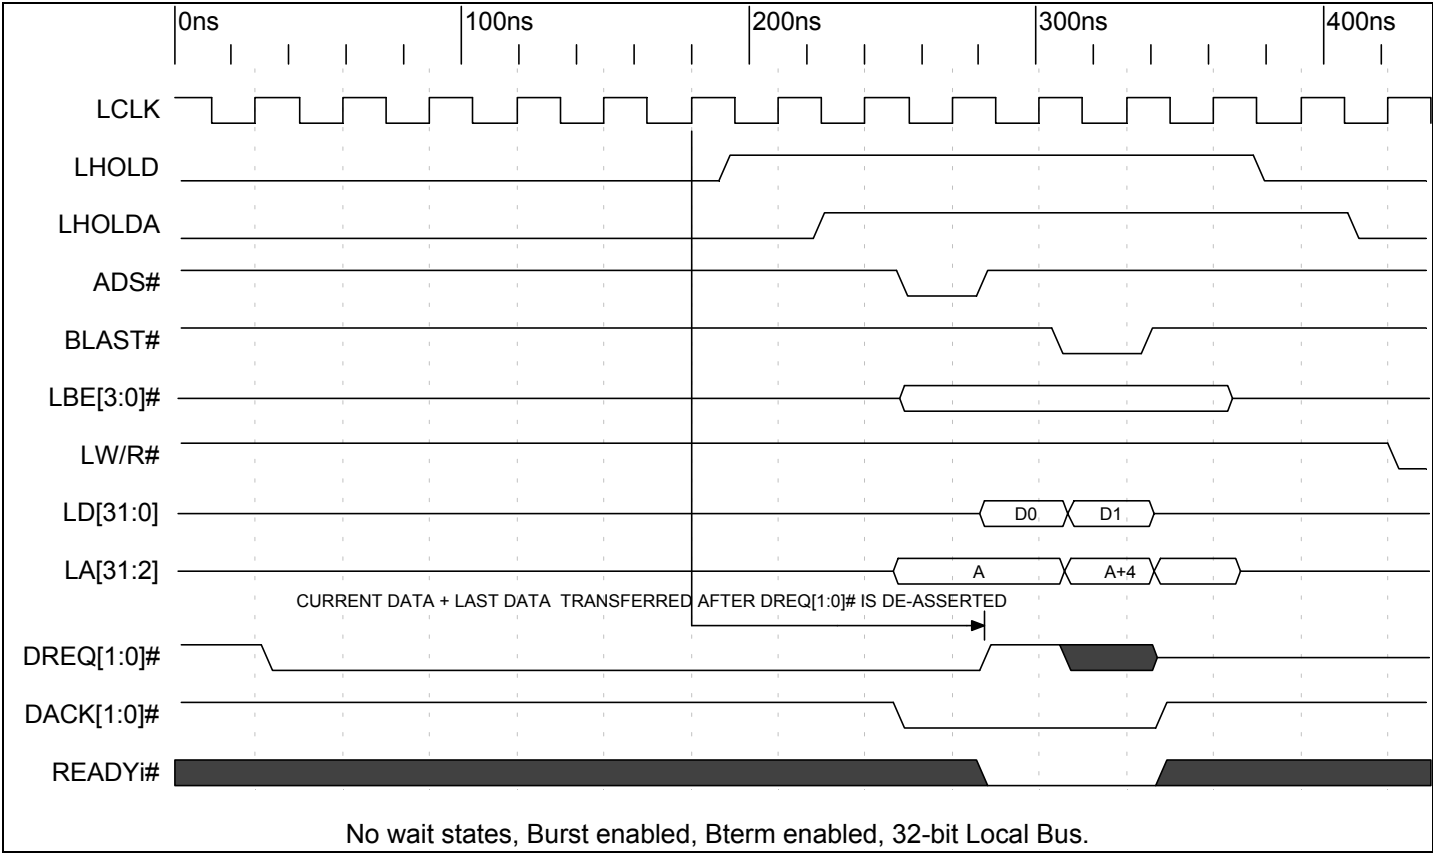 0ns 100ns 200ns 300ns 400ns
LCLK
LHOLD
LHOLDA
ADS#
BLAST#
LBE[3:0]#
LW/R#
LD[31:0] D0 D1
LA[31:2] A A+4
CURRENT DATA + LAST DATA TRANSFERRED AFTER DREQ[1:0]# IS DE-ASSERTED
DREQ[1:0]#
DACK[1:0]#
READYi#
No wait states, Burst enabled, Bterm enabled, 32-bit Local Bus.